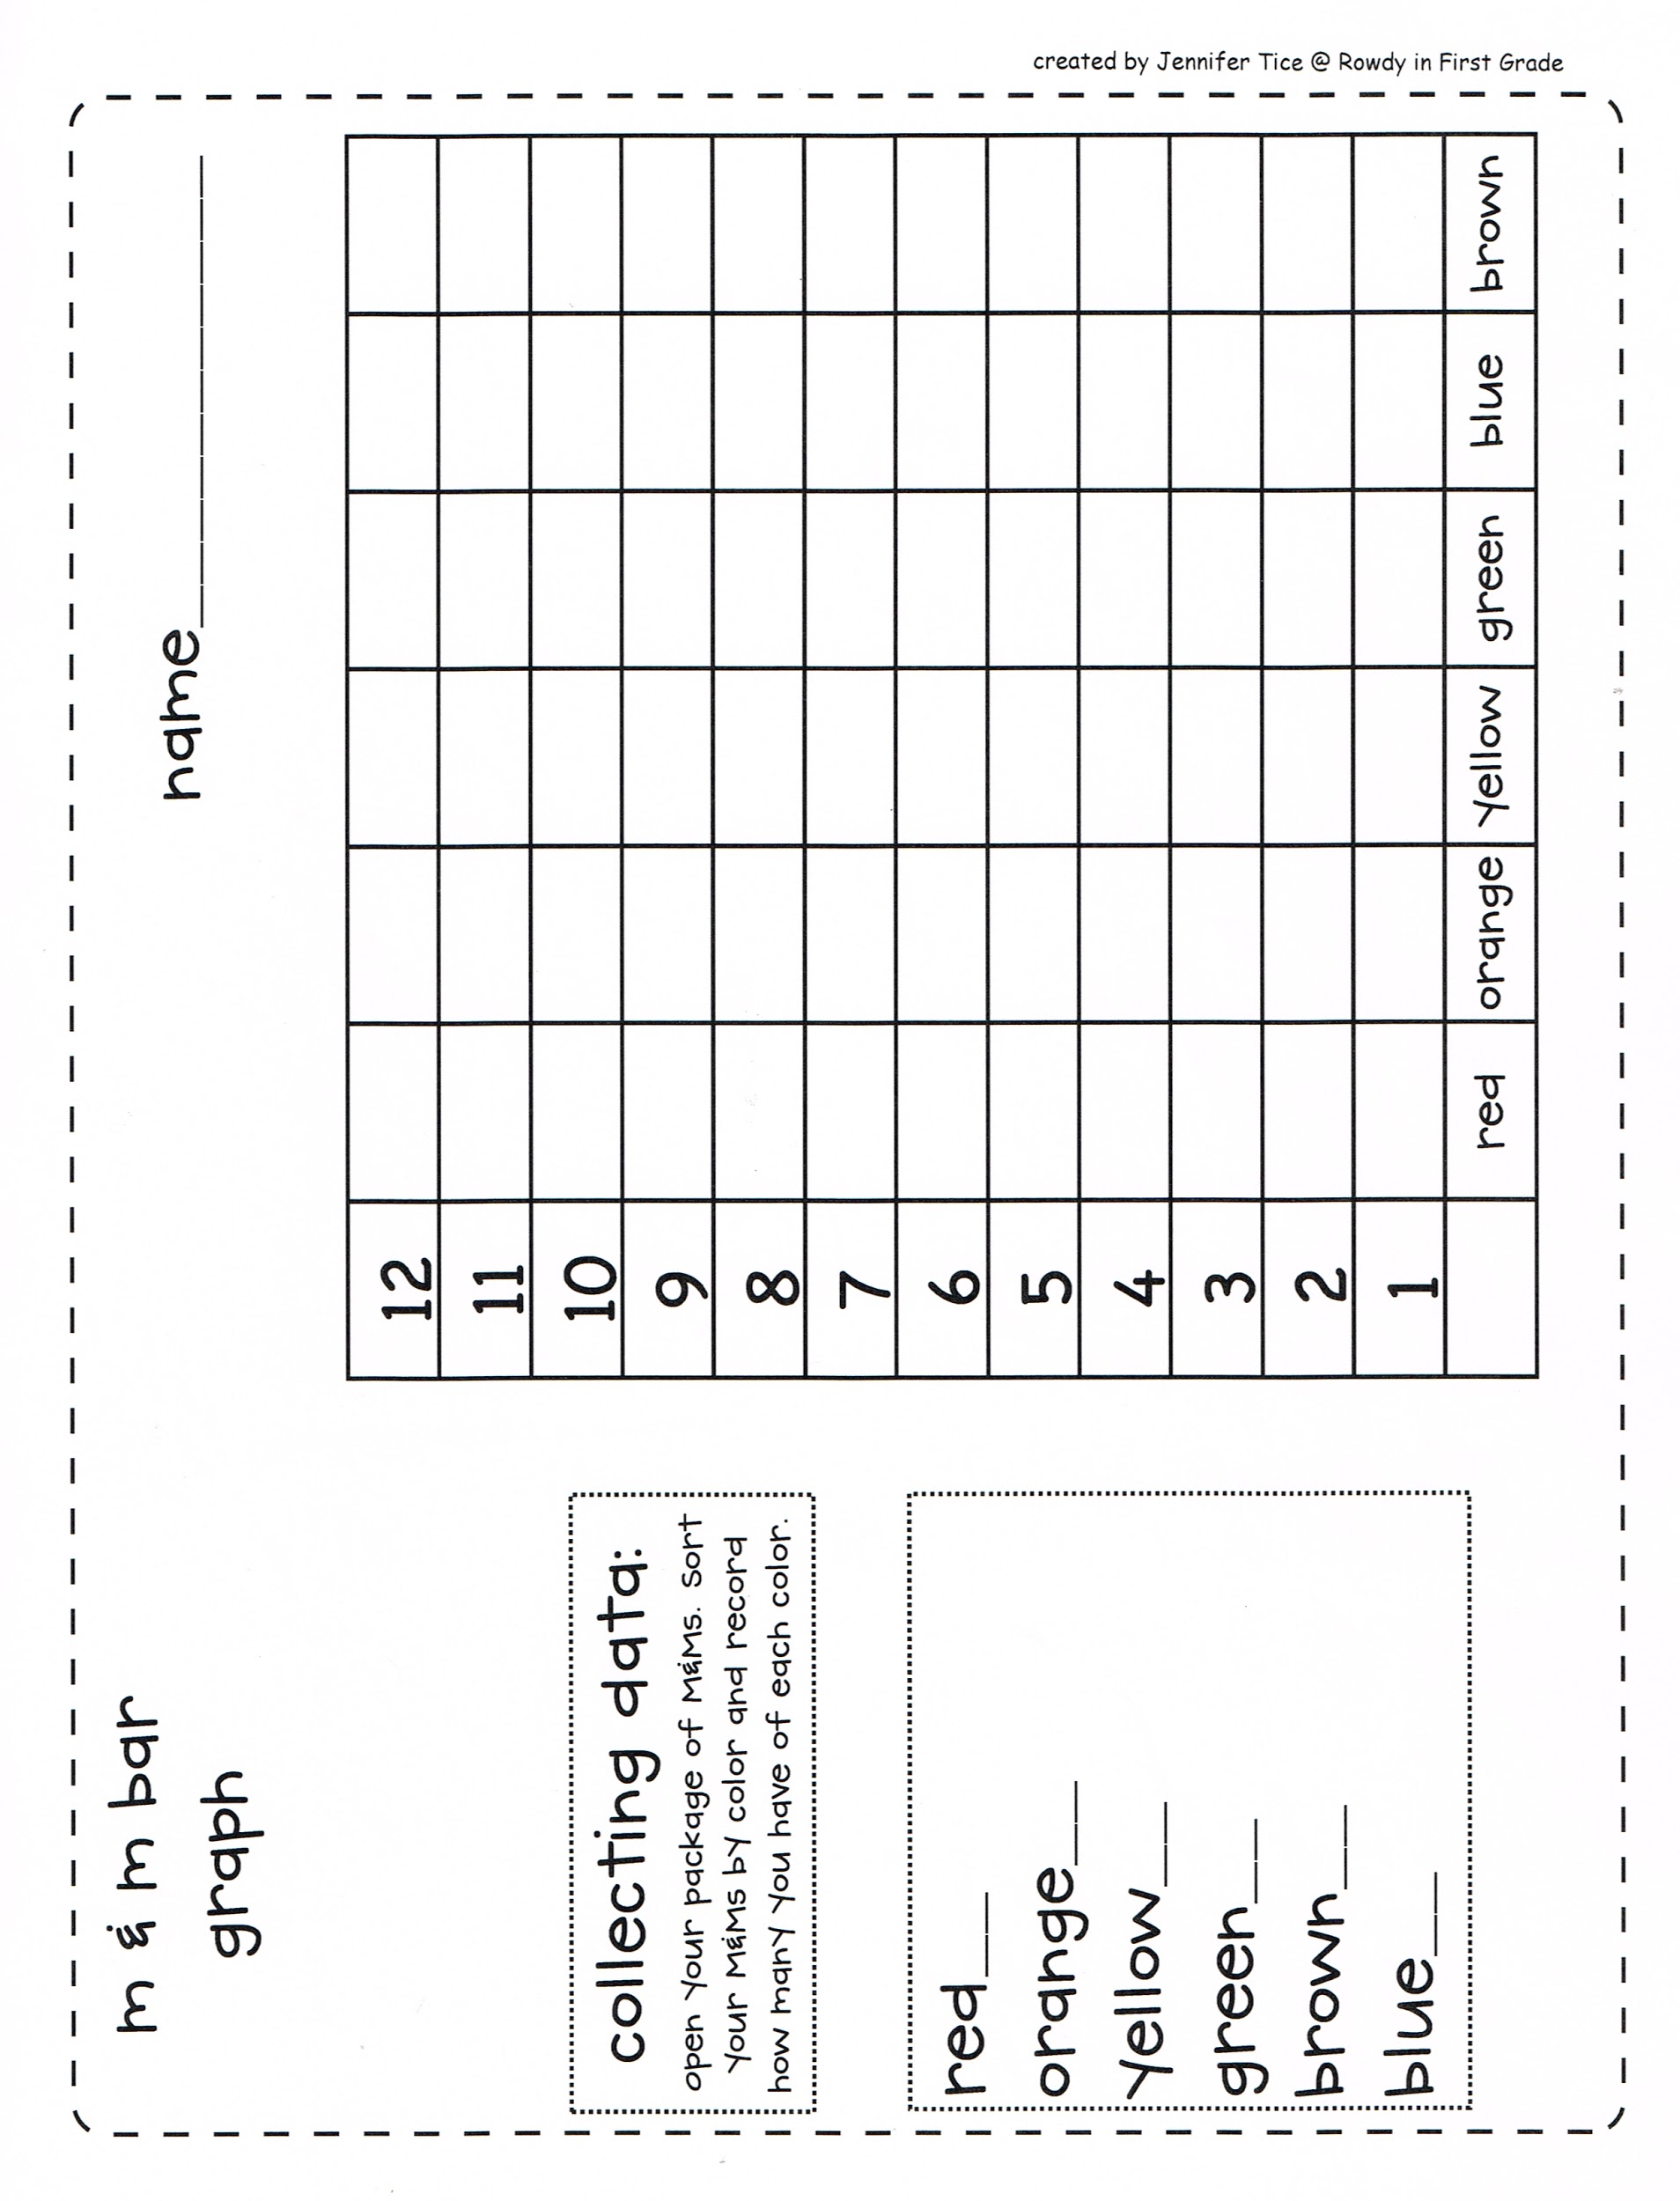 created by Jennifer Tice @ Rowdy in First Grade
m & m bar
graph
name
collecting data:
open your package of M&Ms. Sort
your M&Ms by color and record
how many you have of each color.
red
orange
yellow
green
brown
blue
12
11
10
9
8
7
6
5
4
3
2
1
red orange yellow green blue brown